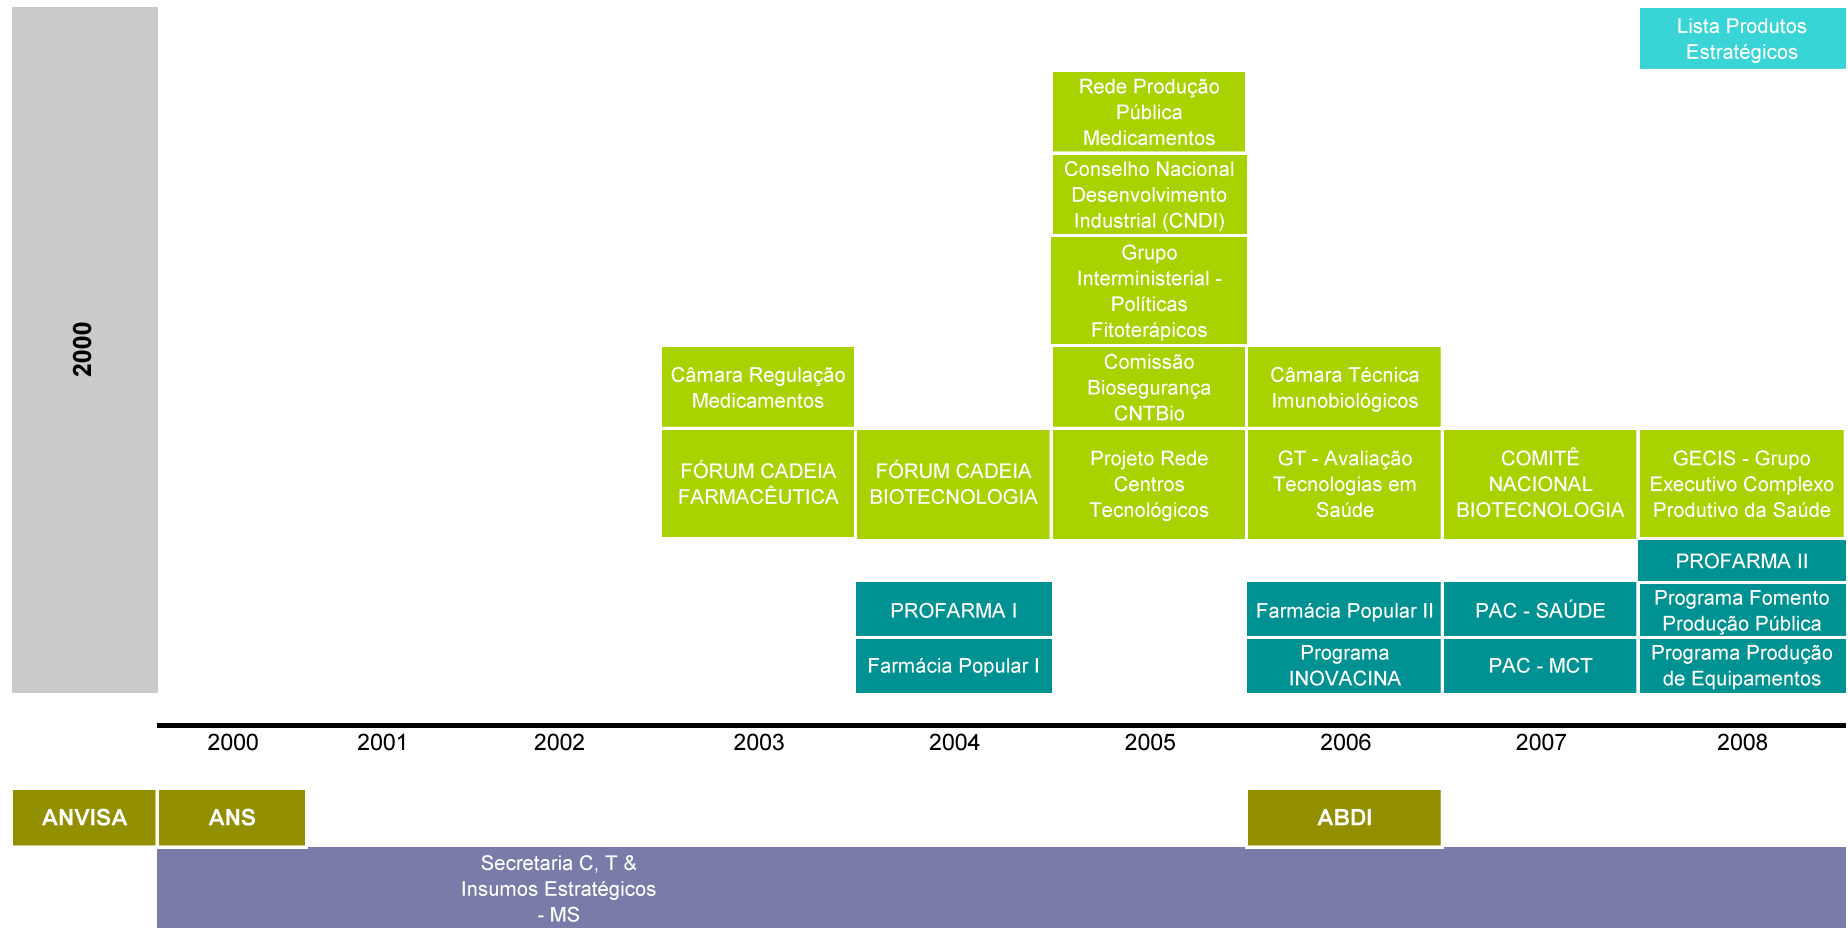 Lista Produtos
Estratégicos
Rede Produção
Pública
Medicamentos
Conselho Nacional
Desenvolvimento
Industrial (CNDI)
Grupo
Interministerial -
Políticas
Fitoterápicos
2000
Câmara Regulação
Medicamentos
Comissão
Biosegurança
CNTBio
Câmara Técnica
Imunobiológicos
FÓRUM CADEIA
FARMACÊUTICA
FÓRUM CADEIA
BIOTECNOLOGIA
Projeto Rede
Centros
Tecnológicos
GT - Avaliação
Tecnologias em
Saúde
COMITÊ
NACIONAL
BIOTECNOLOGIA
GECIS - Grupo
Executivo Complexo
Produtivo da Saúde
PROFARMA II
PROFARMA I
Farmácia Popular II
PAC - SAÚDE
Programa Fomento
Produção Pública
Farmácia Popular I
Programa
INOVACINA
PAC - MCT
Programa Produção
de Equipamentos
2000
2001
2002
2003
2004
2005
2006
2007
2008
ANVISA
ANS
ABDI
Secretaria C, T &
Insumos Estratégicos
- MS